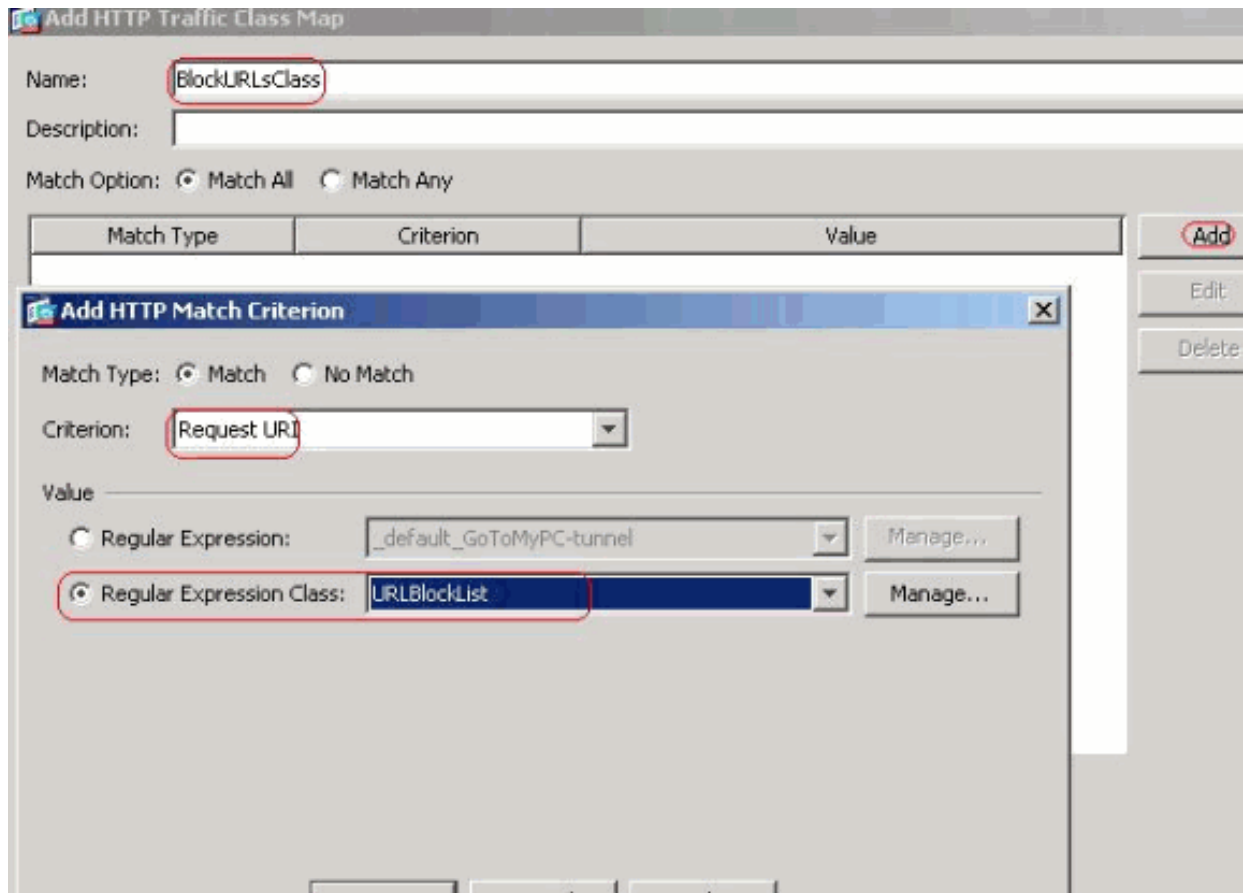 Add HTTP Traffic Class Map
Name: BlockURLsClass
Description:
Match Option: Match All Match Any
Match Type Criterion Value
Add
Edit
Delete
Add HTTP Match Criterion
Match Type: Match No Match
Criterion: Request URI
Value
Regular Expression: _default_GoToMyPC-tunnel Manage...
Regular Expression Class: URLBlockList Manage...